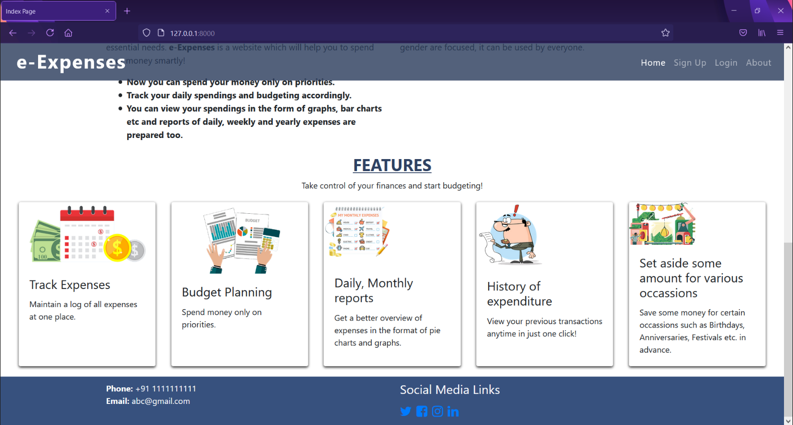 Index Page
127.0.0.1:8000
e-Expenses
Home Sign Up Login About
essential needs. e-Expenses is a website which will help you to spend
money smartly!
gender are focused, it can be used by everyone.
Now you can spend your money only on priorities.
Track your daily spendings and budgeting accordingly.
You can view your spendings in the form of graphs, bar charts
etc and reports of daily, weekly and yearly expenses are
prepared too.
FEATURES
Take control of your finances and start budgeting!
Track Expenses
Maintain a log of all expenses
at one place.
BUDGET
Budget Planning
Spend money only on
priorities.
MY MONTHLY EXPENSES
Daily, Monthly
reports
Get a better overview of
expenses in the format of pie
charts and graphs.
History of
expenditure
View your previous transactions
anytime in just one click!
Set aside some
amount for various
occassions
Save some money for certain
occassions such as Birthdays,
Anniversaries, Festivals etc. in
advance.
Phone: +91 1111111111
Email: abc@gmail.com
Social Media Links